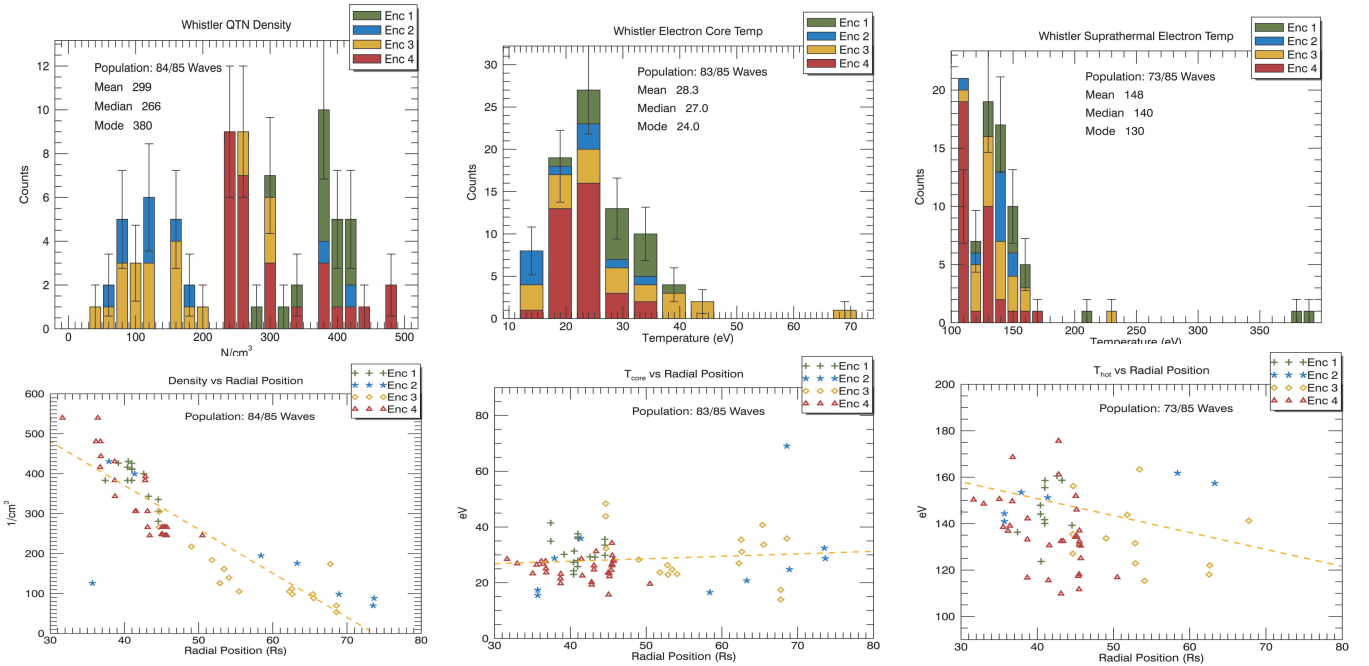 Whistler QTN Density
Enc 1
Enc 2
Enc 3
Enc 4
Population: 84/85 Waves
Mean 299
Median 266
Mode 380
Counts
12
10
8
6
4
2
0
0 100 200 300 400 500
N/cm3
Whistler Electron Core Temp
Enc 1
Enc 2
Enc 3
Enc 4
Population: 83/85 Waves
Mean 28.3
Median 27.0
Mode 24.0
Counts
30
25
20
15
10
5
0
10 20 30 40 50 60 70
Temperature (eV)
Whistler Suprathermal Electron Temp
Enc 1
Enc 2
Enc 3
Enc 4
Population: 73/85 Waves
Mean 148
Median 140
Mode 130
Counts
20
15
10
5
0
100 150 200 250 300 350
Temperature (eV)
Density vs Radial Position
Enc 1
Enc 2
Enc 3
Enc 4
Population: 84/85 Waves
1/cm3
600
500
400
300
200
100
0
30 40 50 60 70 80
Radial Position (Rs)
Tcore vs Radial Position
Enc 1
Enc 2
Enc 3
Enc 4
Population: 83/85 Waves
eV
80
60
40
20
0
30 40 50 60 70 80
Radial Position (Rs)
Thot vs Radial Position
Enc 1
Enc 2
Enc 3
Enc 4
Population: 73/85 Waves
eV
200
180
160
140
120
100
30 40 50 60 70 80
Radial Position (Rs)